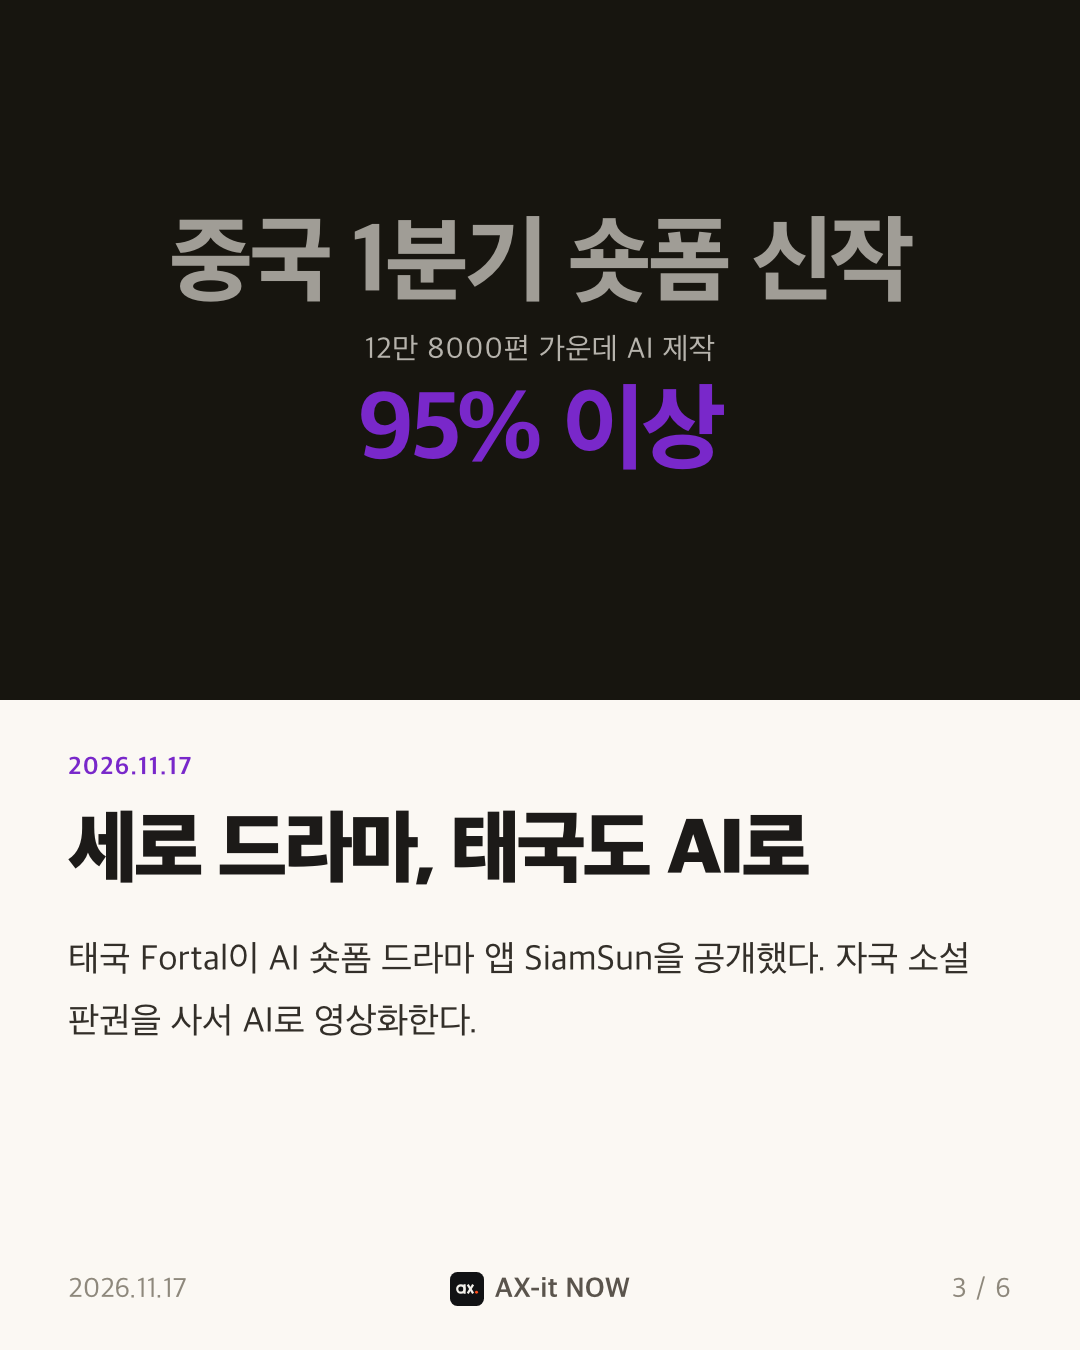 중국 1분기 숏폼 신작
12만 8000편 가운데 AI 제작
95% 이상
2026.11.17
세로 드라마, 태국도 AI로
태국 Fortal이 AI 숏폼 드라마 앱 SiamSun을 공개했다. 자국 소설
판권을 사서 AI로 영상화한다.
2026.11.17
ax.
AX-it NOW
3 / 6